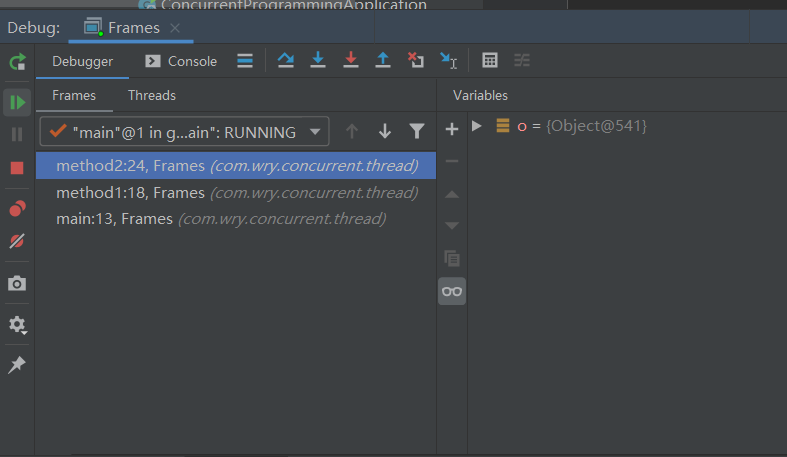 ConcurrentProgrammingApplication
Debug: Frames
Debugger Console
Frames Threads Variables
"main"@1 in g...ain": RUNNING
o = {Object@541}
method2:24, Frames (com.wry.concurrent.thread)
method1:18, Frames (com.wry.concurrent.thread)
main:13, Frames (com.wry.concurrent.thread)